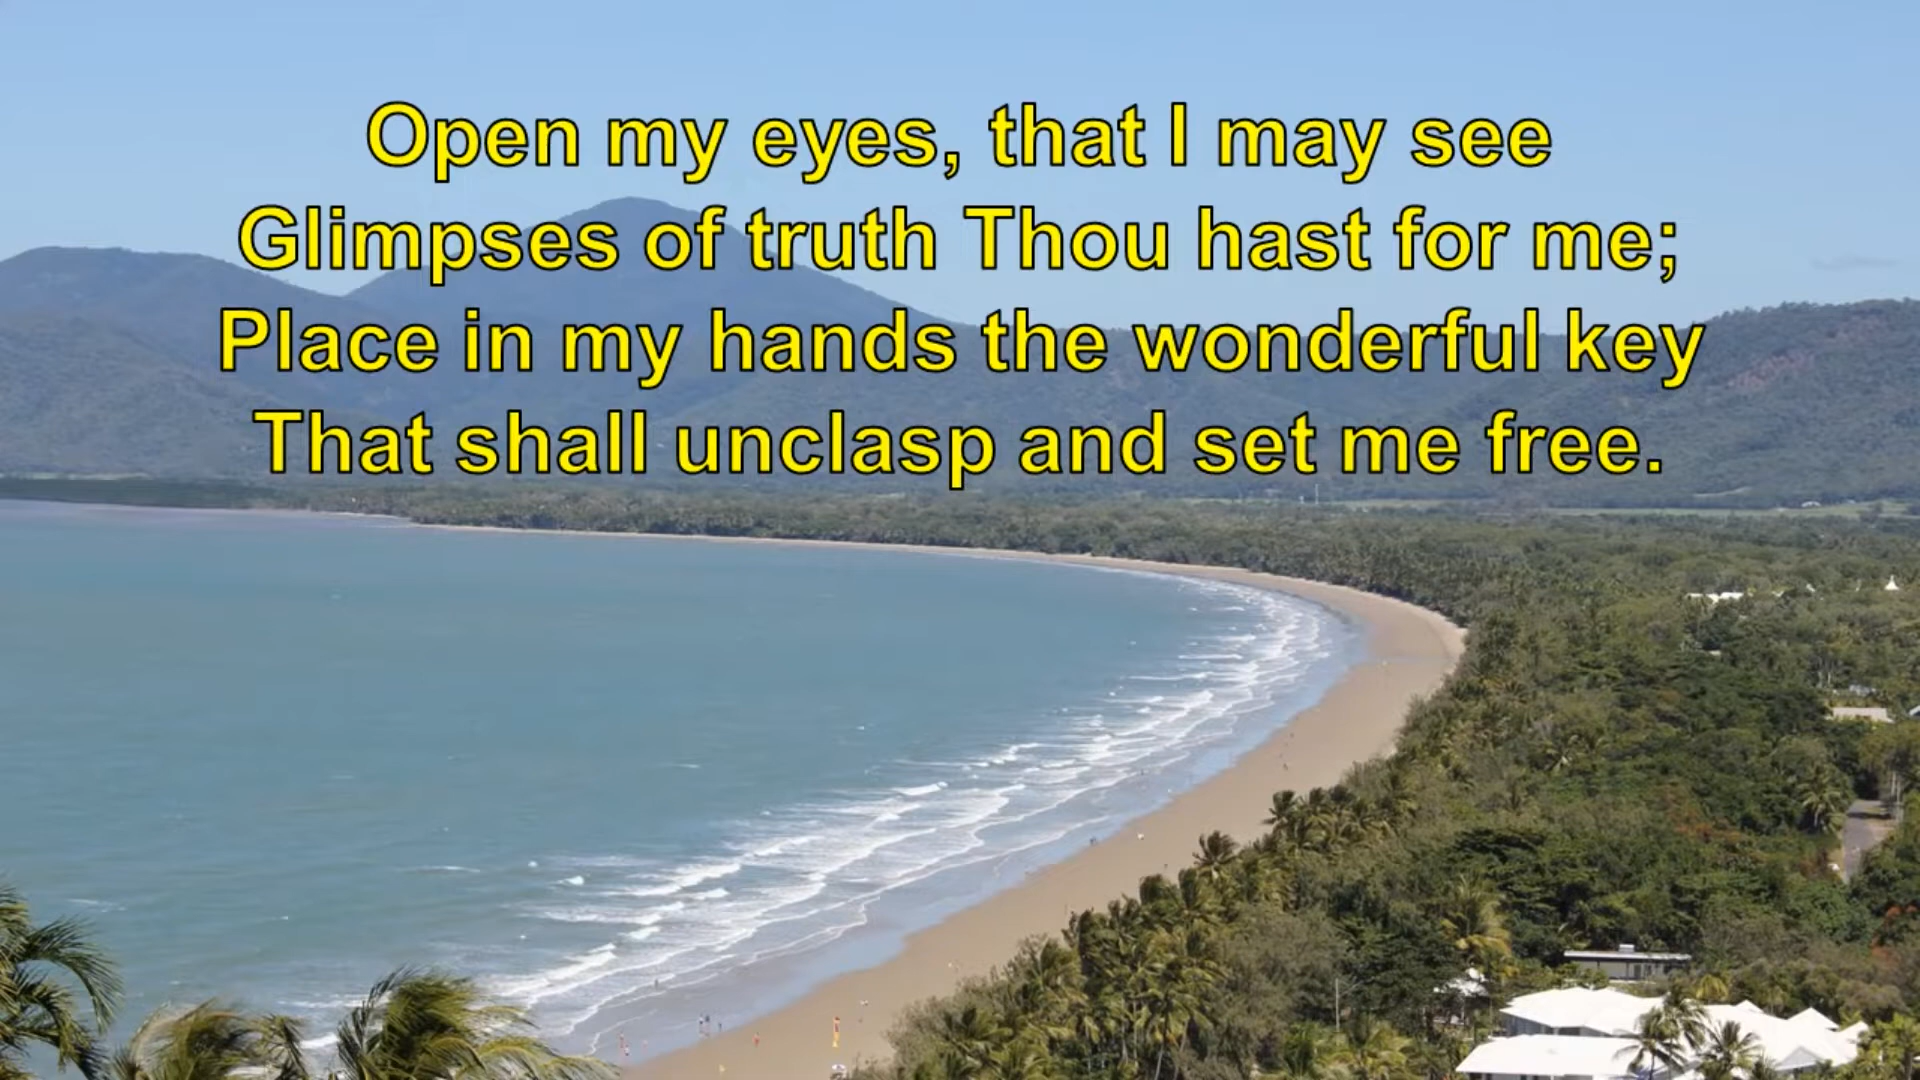 Open my eyes, that I may see
Glimpses of truth Thou hast for me;
Place in my hands the wonderful key
That shall unclasp and set me free.